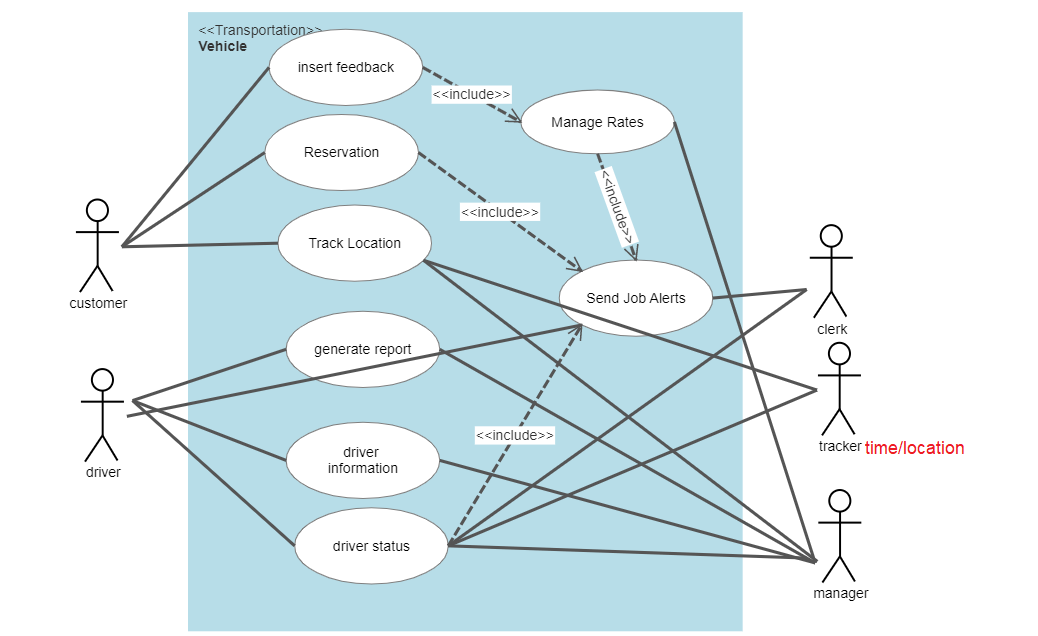 <<Transportation>>
Vehicle
insert feedback
<<include>>
Manage Rates
Reservation
<<include>>
<<include>>
Track Location
Send Job Alerts
customer
clerk
generate report
<<include>>
tracker time/location
driver
information
driver
driver status
manager